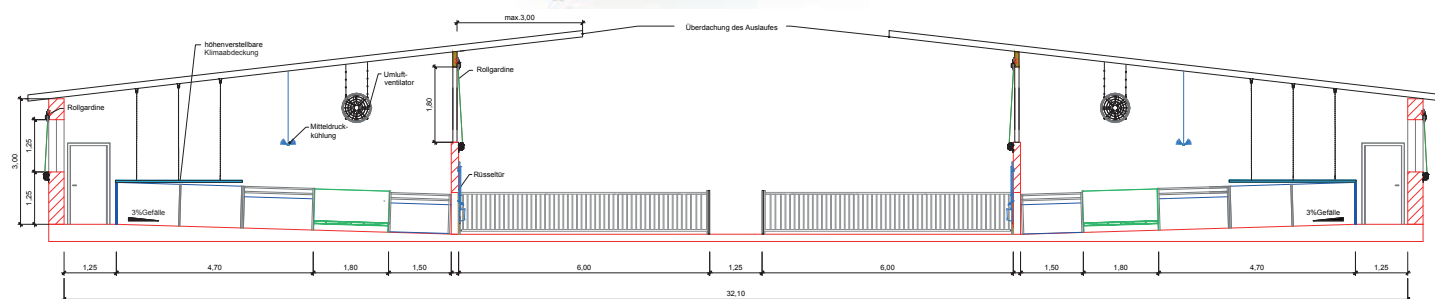 max.3,00
Überdachung des Auslaufes
höhenverstellbare
Klimaabdeckung
Umluft-
ventilator
Rollgardine
1,80
Rollgardine
Mitteldruck-
kühlung
3,00
1,25
1,25
Rüsseltür
3%Gefälle
3%Gefälle
1,25
4,70
1,80
1,50
6,00
1,25
6,00
1,50
1,80
4,70
1,25
32,10